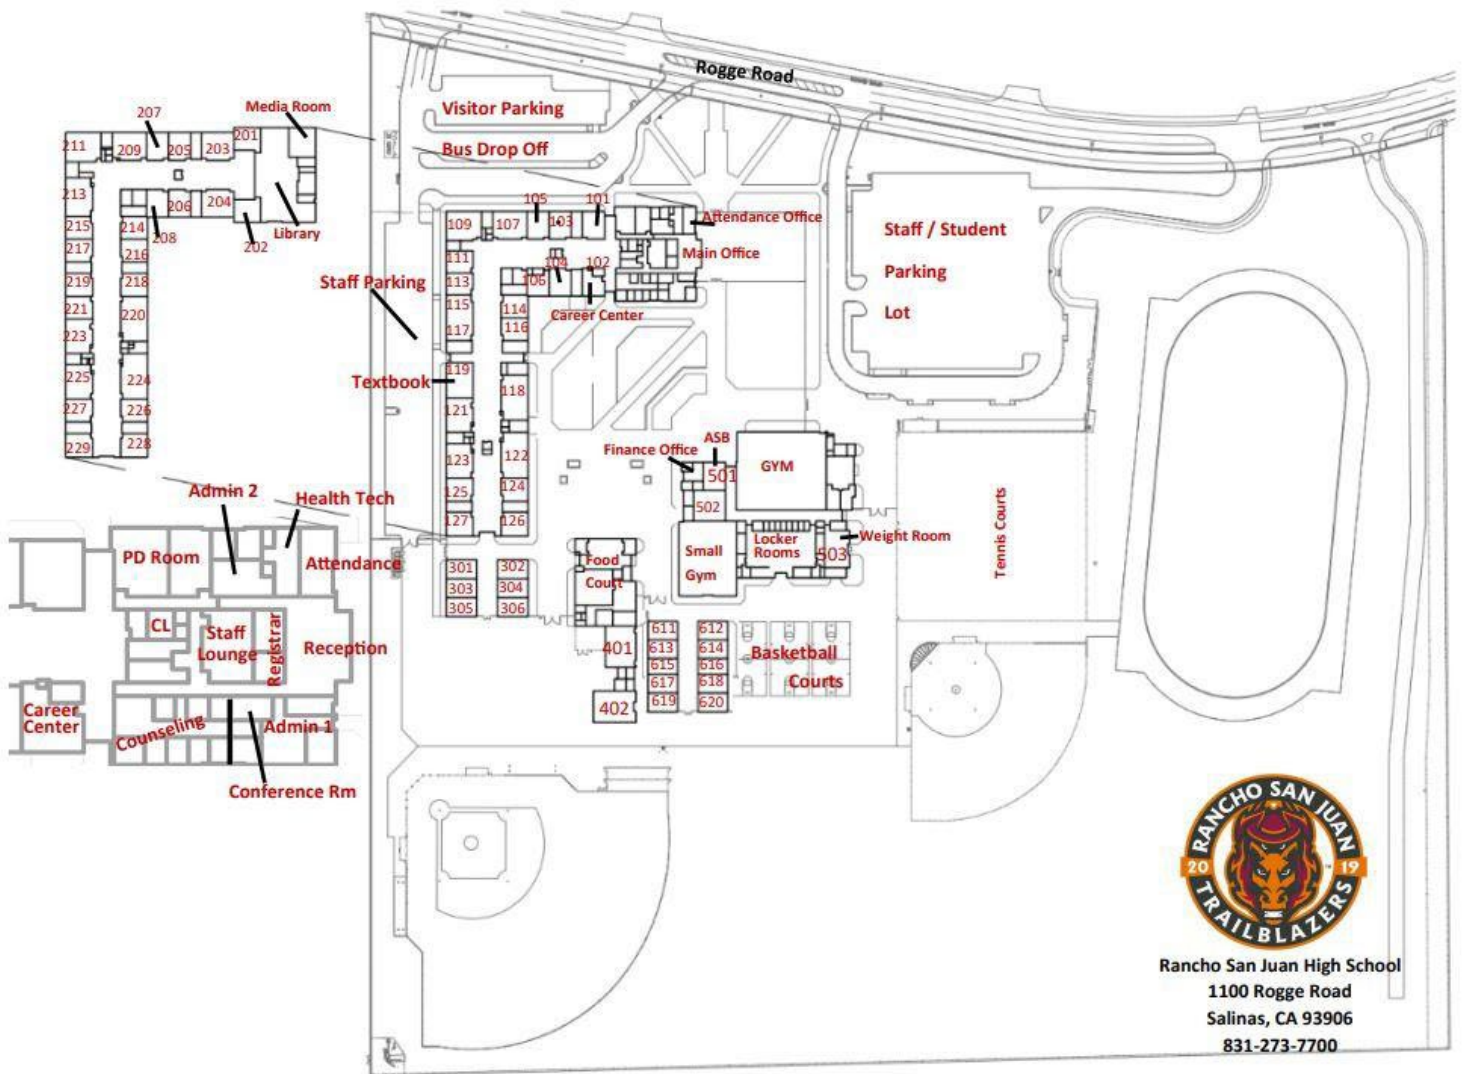 Rogge Road
Visitor Parking
Bus Drop Off
Media Room
207
201
211
209
205
203
213
206
204
215
214
208
202
Library
217
216
219
218
221
220
223
225
224
227
226
229
228
105
101
109
107
103
Attendance Office
111
Main Office
104
102
113
106
Staff Parking
115
114
Career Center
117
116
Textbook
119
118
121
122
123
125
124
127
126
Staff / Student
Parking
Lot
Finance Office
ASB
501
GYM
502
Small
Gym
Locker
Rooms
503
Weight Room
Tennis Courts
Food
Court
301
302
303
304
305
306
401
402
611
612
613
614
615
616
617
618
619
620
Basketball
Courts
Admin 2
Health Tech
PD Room
Attendance
CL
Staff
Lounge
Registrar
Reception
Career
Center
Counseling
Admin 1
Conference Rm
RANCHO SAN JUAN
20 19
TRAILBLAZERS
Rancho San Juan High School
1100 Rogge Road
Salinas, CA 93906
831-273-7700